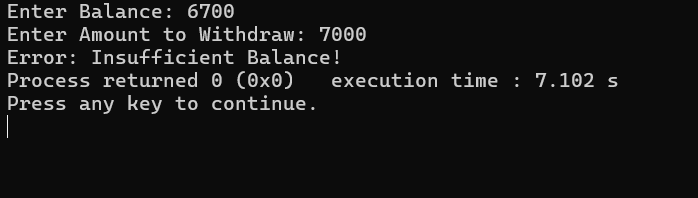 Enter Balance: 6700
Enter Amount to Withdraw: 7000
Error: Insufficient Balance!
Process returned 0 (0x0)   execution time : 7.102 s
Press any key to continue.